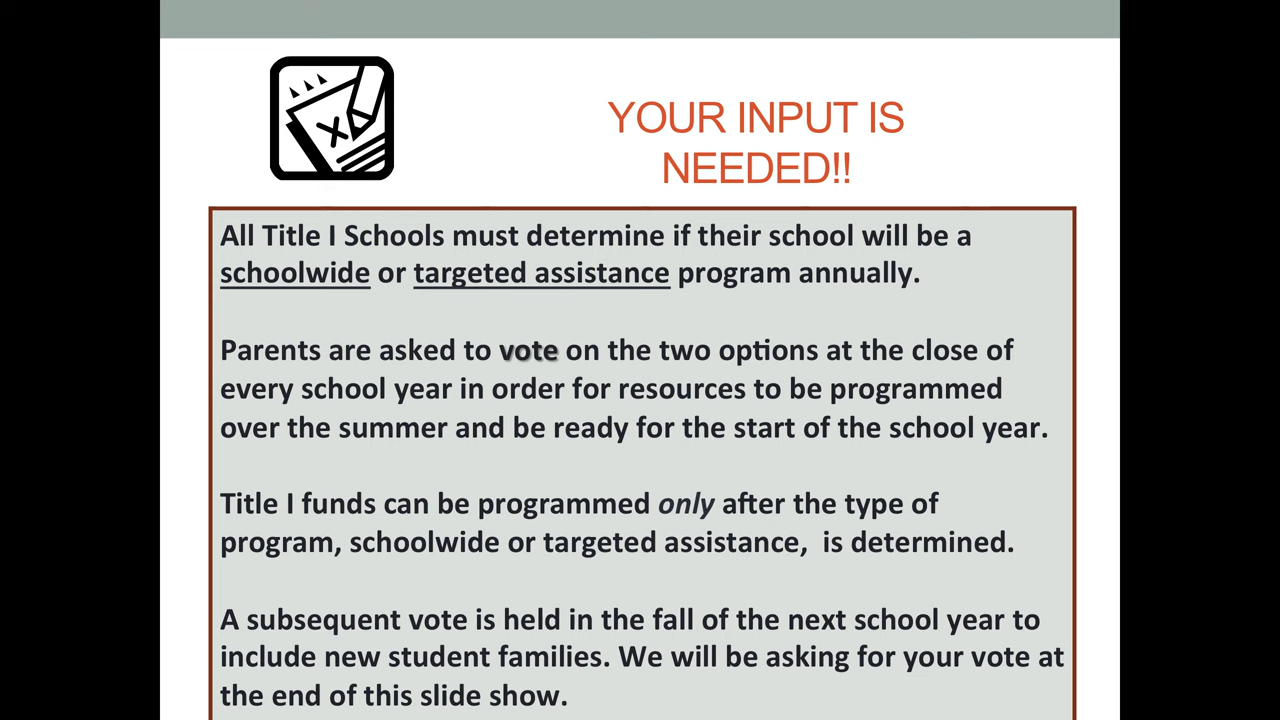 YOUR INPUT IS
NEEDED!!
All Title I Schools must determine if their school will be a
schoolwide or targeted assistance program annually.
Parents are asked to vote on the two options at the close of
every school year in order for resources to be programmed
over the summer and be ready for the start of the school year.
Title I funds can be programmed only after the type of
program, schoolwide or targeted assistance,  is determined.
A subsequent vote is held in the fall of the next school year to
include new student families. We will be asking for your vote at
the end of this slide show.